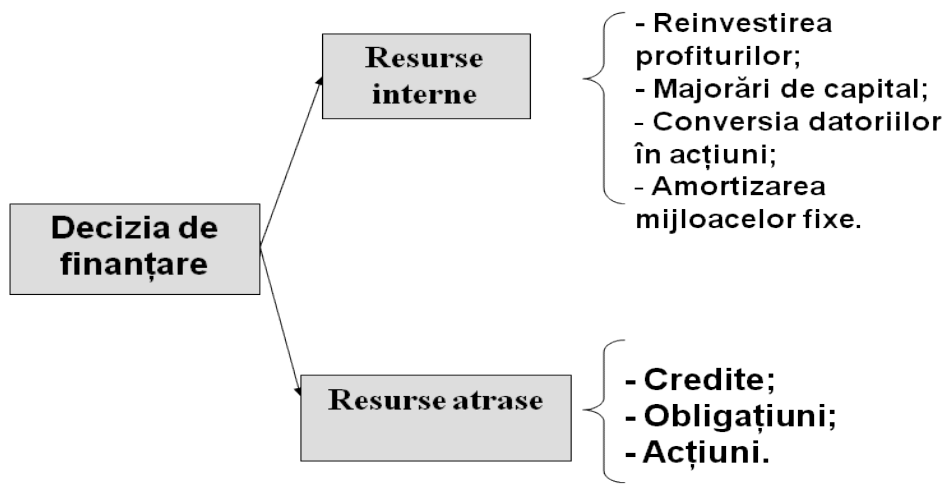 Decizia de
finanțare
Resurse
interne
- Reinvestirea
profiturilor;
- Majorări de capital;
- Conversia datoriilor
în acțiuni;
- Amortizarea
mijloacelor fixe.
Resurse atrase
- Credite;
- Obligațiuni;
- Acțiuni.